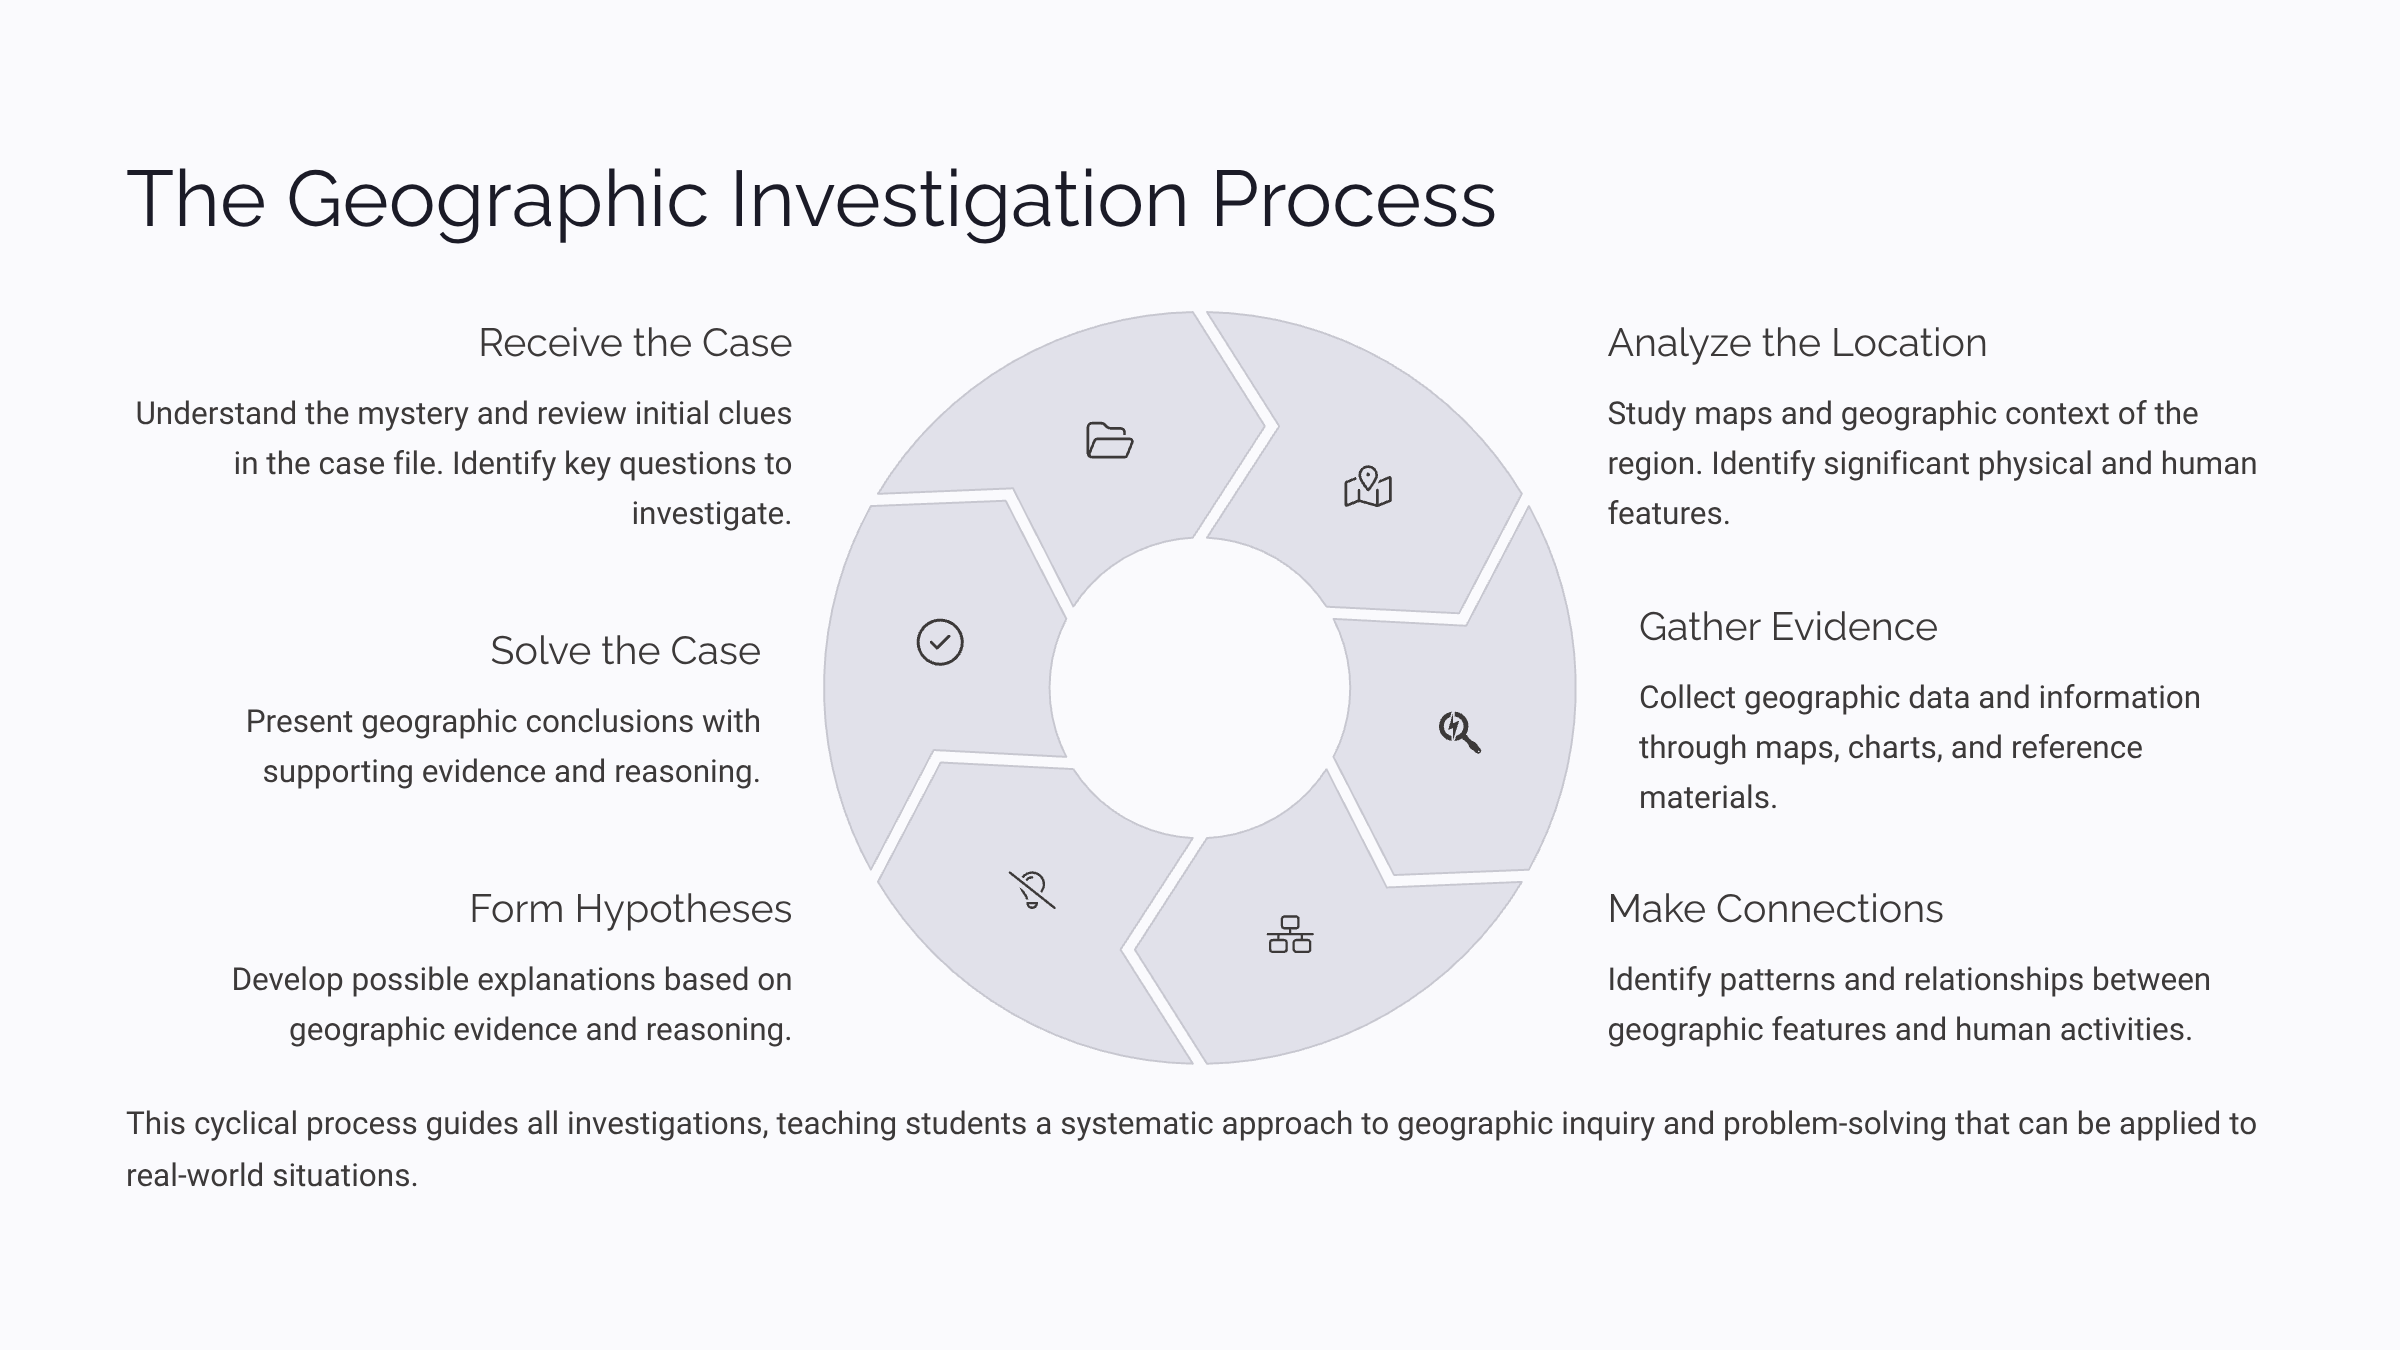 The Geographic Investigation Process
Receive the Case
Understand the mystery and review initial clues
in the case file. Identify key questions to
investigate.
Analyze the Location
Study maps and geographic context of the
region. Identify significant physical and human
features.
Gather Evidence
Collect geographic data and information
through maps, charts, and reference
materials.
Make Connections
Identify patterns and relationships between
geographic features and human activities.
Form Hypotheses
Develop possible explanations based on
geographic evidence and reasoning.
Solve the Case
Present geographic conclusions with
supporting evidence and reasoning.
This cyclical process guides all investigations, teaching students a systematic approach to geographic inquiry and problem-solving that can be applied to
real-world situations.